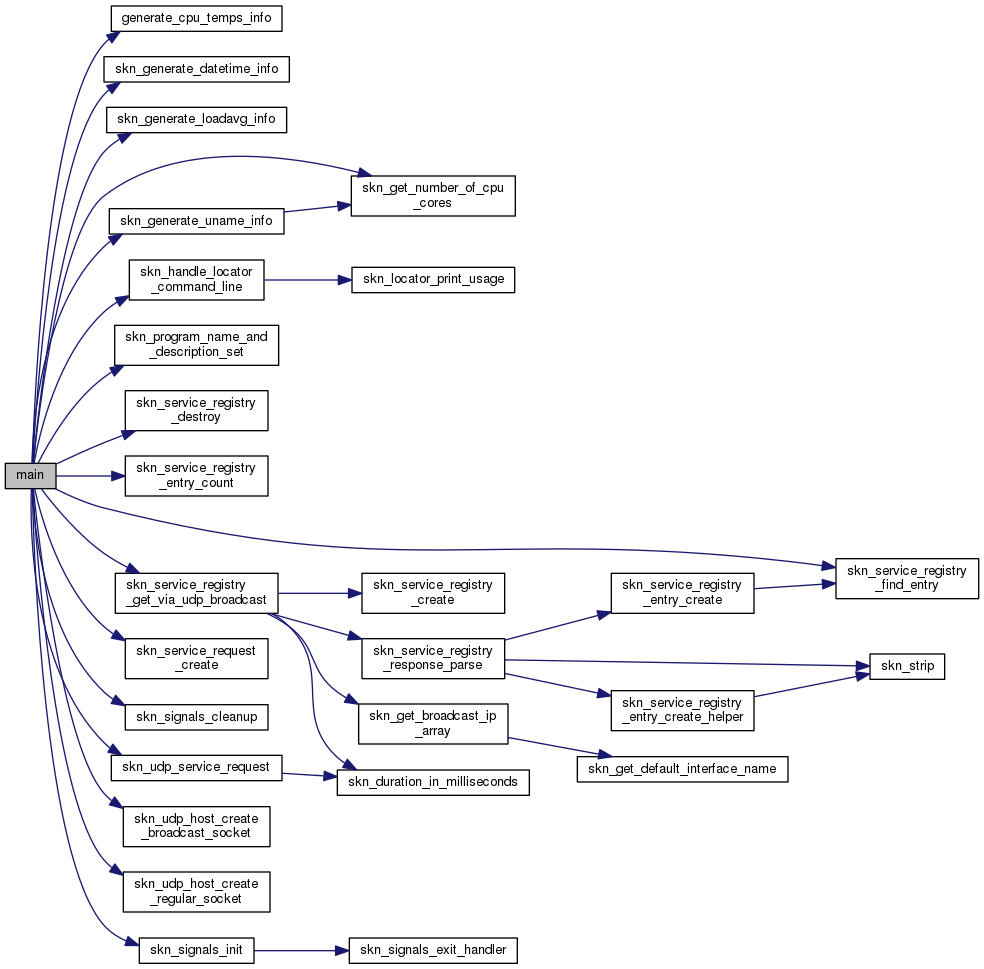 generate_cpu_temps_info
skn_generate_datetime_info
skn_generate_loadavg_info
skn_get_number_of_cpu
_cores
skn_generate_uname_info
skn_handle_locator
_command_line
skn_locator_print_usage
skn_program_name_and
_description_set
skn_service_registry
_destroy
main
skn_service_registry
_entry_count
skn_service_registry
_get_via_udp_broadcast
skn_service_registry
_create
skn_service_registry
_entry_create
skn_service_registry
_find_entry
skn_service_request
_create
skn_service_registry
_response_parse
skn_strip
skn_service_registry
_entry_create_helper
skn_signals_cleanup
skn_get_broadcast_ip
_array
skn_get_default_interface_name
skn_udp_service_request
skn_duration_in_milliseconds
skn_udp_host_create
_broadcast_socket
skn_udp_host_create
_regular_socket
skn_signals_init
skn_signals_exit_handler